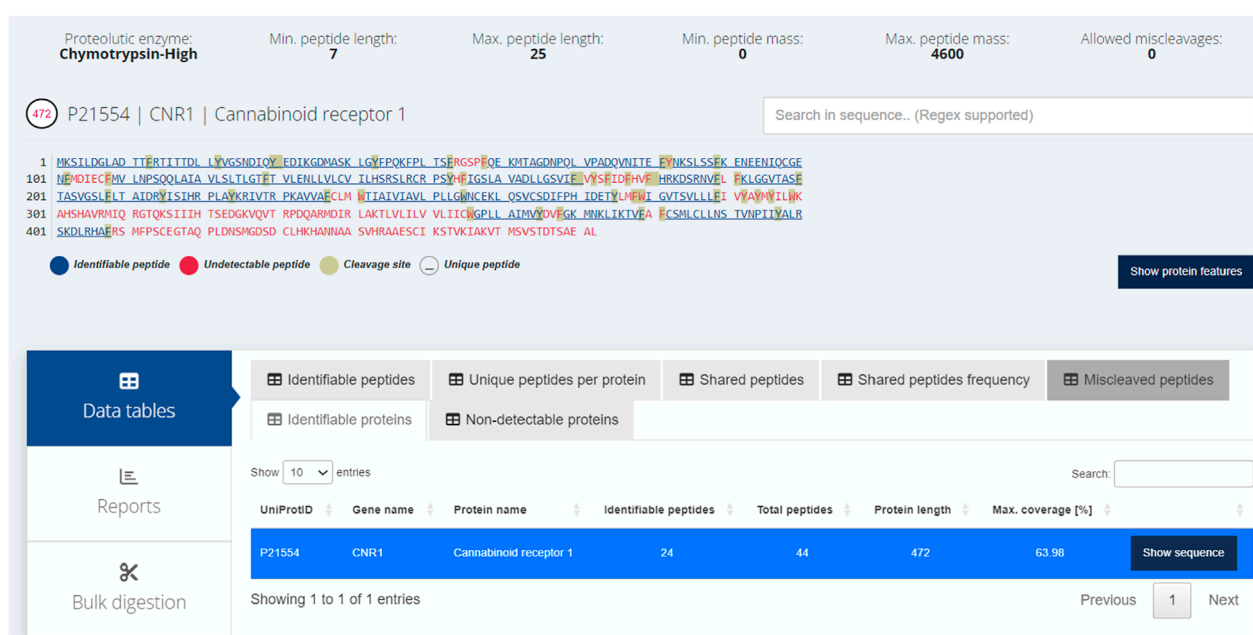 Proteolutic enzyme: Min. peptide length: Max. peptide length: Min. peptide mass: Max. peptide mass: Allowed miscleavages:
Chymotrypsin-High 7 25 0 4600 0
472 P21554 | CNR1 | Cannabinoid receptor 1 Search in sequence.. (Regex supported)
1 MKSILDGLAD TTFRTITTDL LYVGSNDIQY EDIKGDMASK LGYFPQKFPL TSFRGSPFQE KMTAGDNPQL VPADQVNITE FYNKSLSSFK ENEENIQCGE
101 NFMDIECFMV LNPSQQLAIA VLSLTLGTFT VLENLLVLCV ILHSRSLRCR PSYHFIGSLA VADLLGSVIF VYSFIDFHVF HRKDSRNVFL FKLGGVTASF
201 TASVGSLFLT AIDRYISIHR PLAYKRIVTR PKAVVAFCLM WTIAIVIAVL PLLGWNCEKL QSVCSDIFPH IDETYLMFWI GVTSVLLLFI VYAYMYILWK
301 AHSHAVRMIQ RGTQKSIIIH TSEDGKVQVT RPDQARMDIR LAKTLVLILV VLIICWGPLL AIMVYDVFGK MNKLIKTVFA FCSMLCLLNS TVNPIIYALR
401 SKDLRHAFRS MFPSCEGTAQ PLDNSMGDSD CLHKHANNAA SVHRAAESCI KSTVKIAKVT MSVSTDTSAE AL
Identifiable peptide Undetectable peptide Cleavage site Unique peptide
Show protein features
Data tables
Reports
Bulk digestion
Identifiable peptides Unique peptides per protein Shared peptides Shared peptides frequency Miscleaved peptides
Identifiable proteins Non-detectable proteins
Show 10 entries Search:
UniProtID Gene name Protein name Identifiable peptides Total peptides Protein length Max. coverage [%]
P21554 CNR1 Cannabinoid receptor 1 24 44 472 63.98 Show sequence
Showing 1 to 1 of 1 entries Previous 1 Next